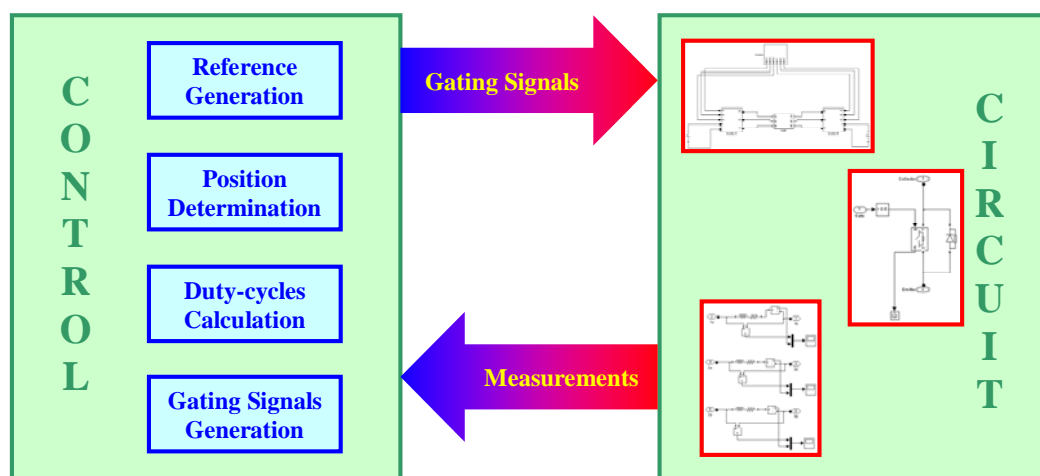 CONTROL
Reference
Generation
Position
Determination
Duty-cycles
Calculation
Gating Signals
Generation
Gating Signals
Measurements
CIRCUIT